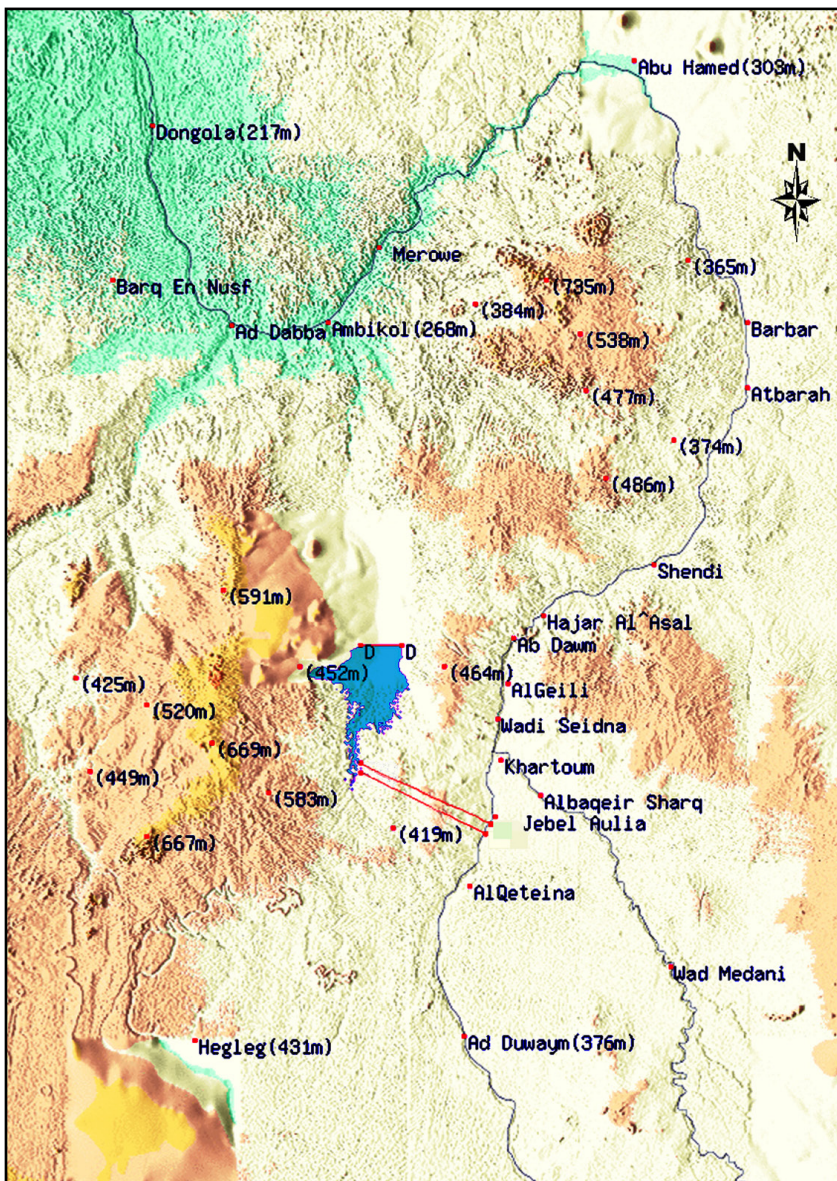 Abu Hamed(303m)
Dongola(217m)
N
Merowe
(365m)
Barq En Nusf
(735m)
(384m)
Ad Dabba
Ambikol(268m)
Barbar
(538m)
(477m)
Atbarah
(374m)
(486m)
Shendi
(591m)
Hajar Al^Asal
Ab Dawm
D D
(452m)
(464m)
(425m)
AlGeili
(520m)
Wadi Seidna
(669m)
Khartoum
(449m)
(583m)
Albaqeir Sharq
Jebel Aulia
(419m)
(667m)
AlQeteina
Wad Medani
Hegleg(431m)
Ad Duwaym(376m)